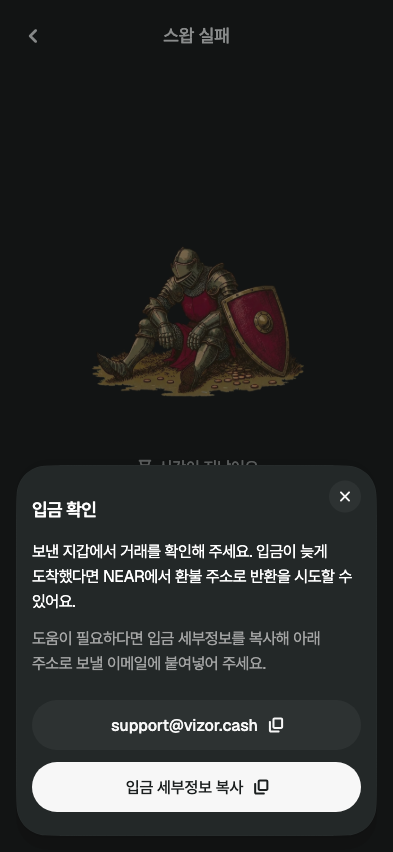 스왑 실패
입금 확인
보낸 지갑에서 거래를 확인해 주세요. 입금이 늦게
도착했다면 NEAR에서 환불 주소로 반환을 시도할 수
있어요.
도움이 필요하다면 입금 세부정보를 복사해 아래
주소로 보낼 이메일에 붙여넣어 주세요.
support@vizor.cash
입금 세부정보 복사